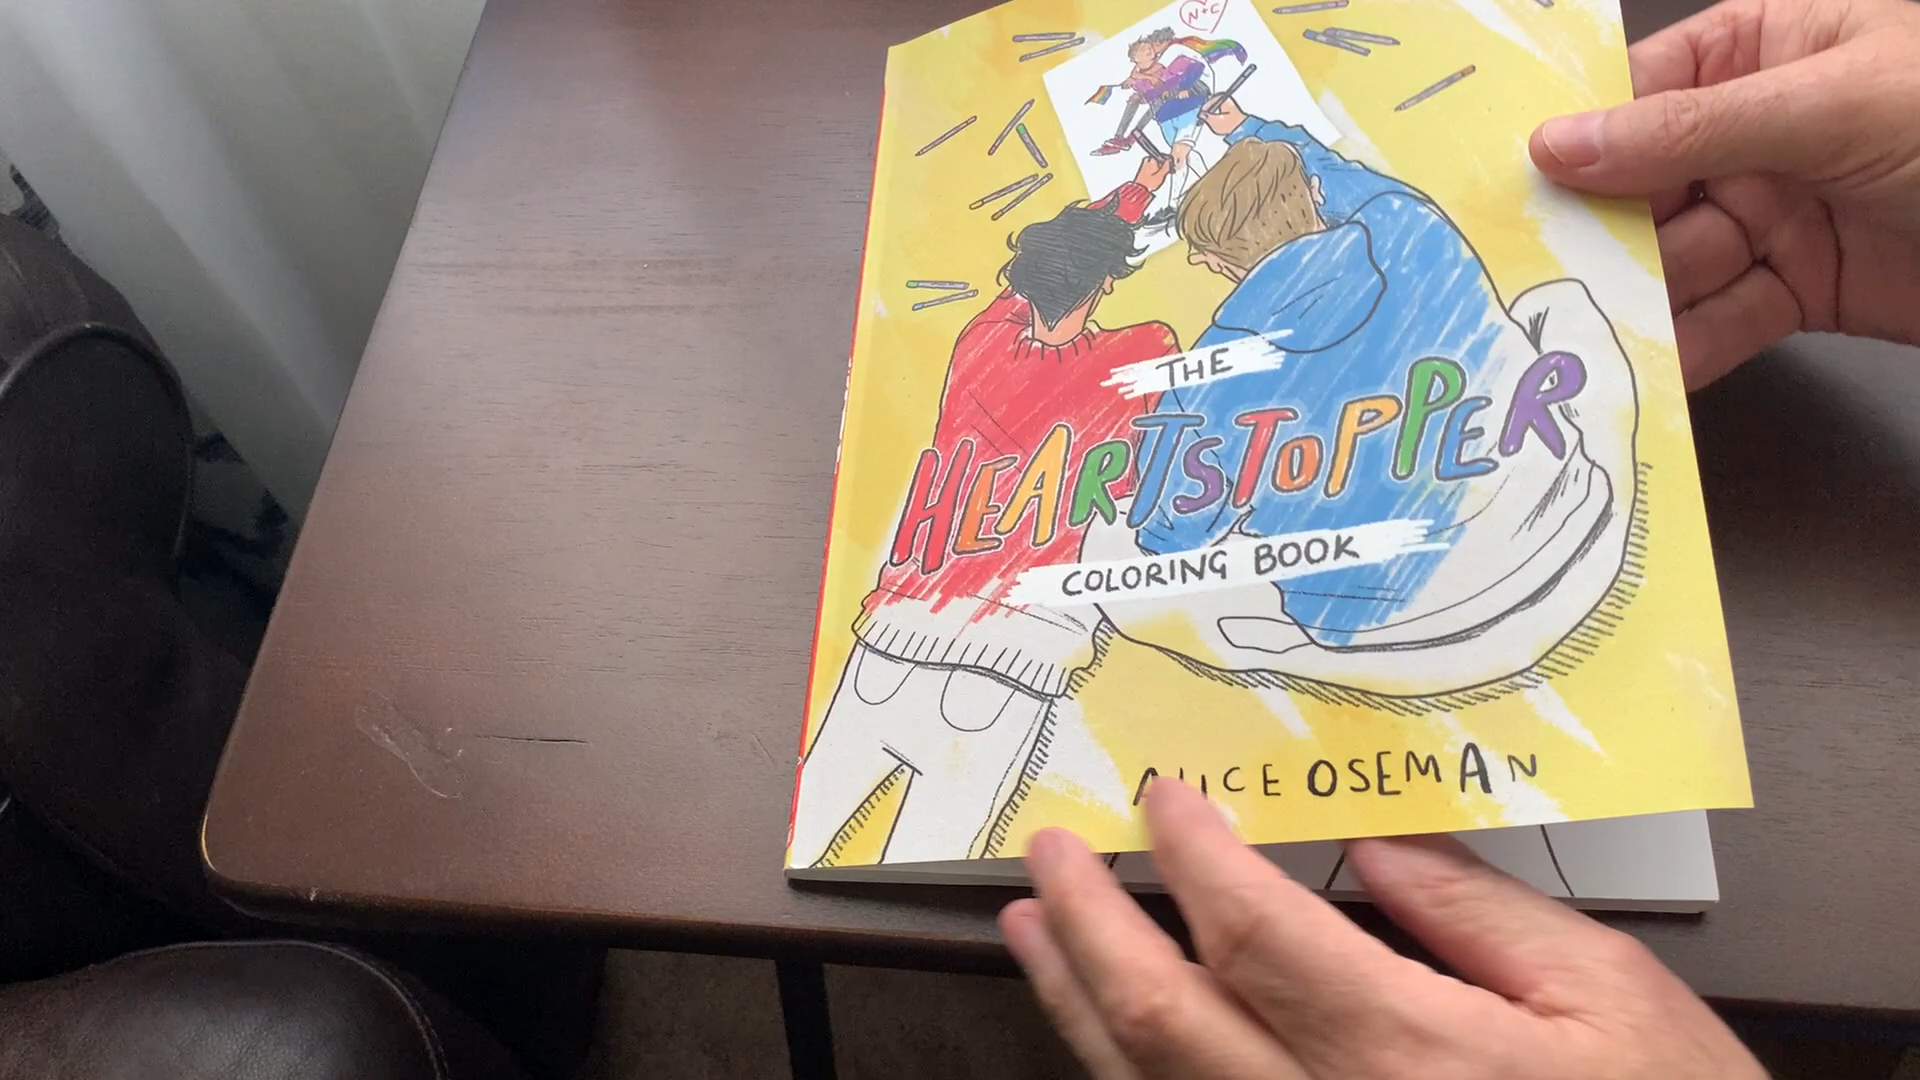 N+C
THE
HEARTSTOPPER
COLORING BOOK
ALICE OSEMAN